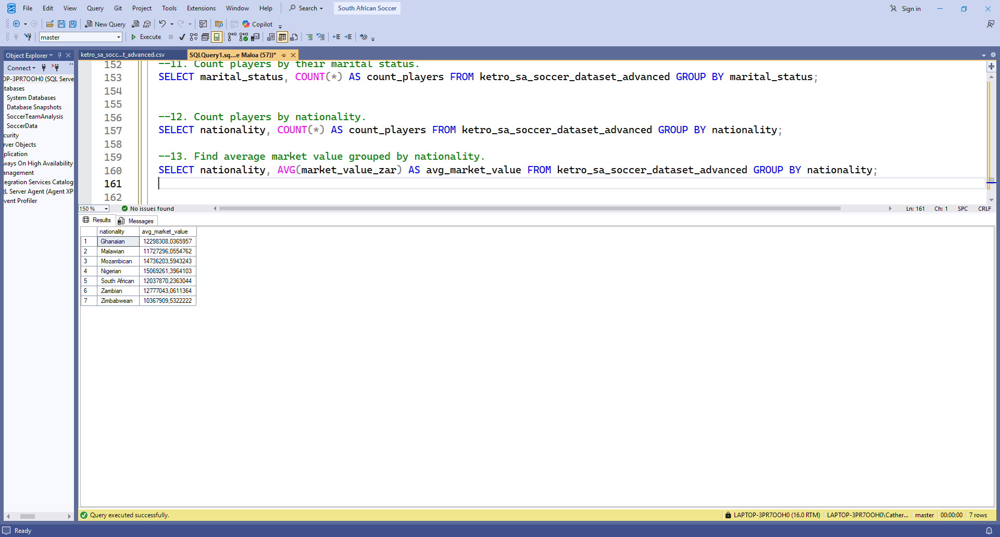 File Edit View Query Git Project Tools Extensions Window Help Search South African Soccer Sign in
New Query DAX Copilot
master Execute
Object Explorer ketro_sa_socc...t_advanced.csv SQLQuery1.sq...e Maloa (57))*
Connect
OP-3PR7OOH0 (SQL Serve
tabases
System Databases
Database Snapshots
SoccerTeamAnalysis
SoccerData
curity
rver Objects
plication
ways On High Availability
anagement
tegration Services Catalog
QL Server Agent (Agent XP
vent Profiler
152 --11. Count players by their marital status.
153 SELECT marital_status, COUNT(*) AS count_players FROM ketro_sa_soccer_dataset_advanced GROUP BY marital_status;
154
155
156 --12. Count players by nationality.
157 SELECT nationality, COUNT(*) AS count_players FROM ketro_sa_soccer_dataset_advanced GROUP BY nationality;
158
159 --13. Find average market value grouped by nationality.
160 SELECT nationality, AVG(market_value_zar) AS avg_market_value FROM ketro_sa_soccer_dataset_advanced GROUP BY nationality;
161
162
150 % No issues found Ln: 161 Ch: 1 SPC CRLF
Results Messages
nationality avg_market_value
1 Ghanaian 12298308,0365957
2 Malawian 11727296,0554762
3 Mozambican 14736203,5943243
4 Nigerian 15069261,3964103
5 South African 12037870,2363044
6 Zambian 12777043,0611364
7 Zimbabwean 10367909,5322222
Query executed successfully. LAPTOP-3PR7OOH0 (16.0 RTM) LAPTOP-3PR7OOH0\Cather... master 00:00:00 7 rows
Ready